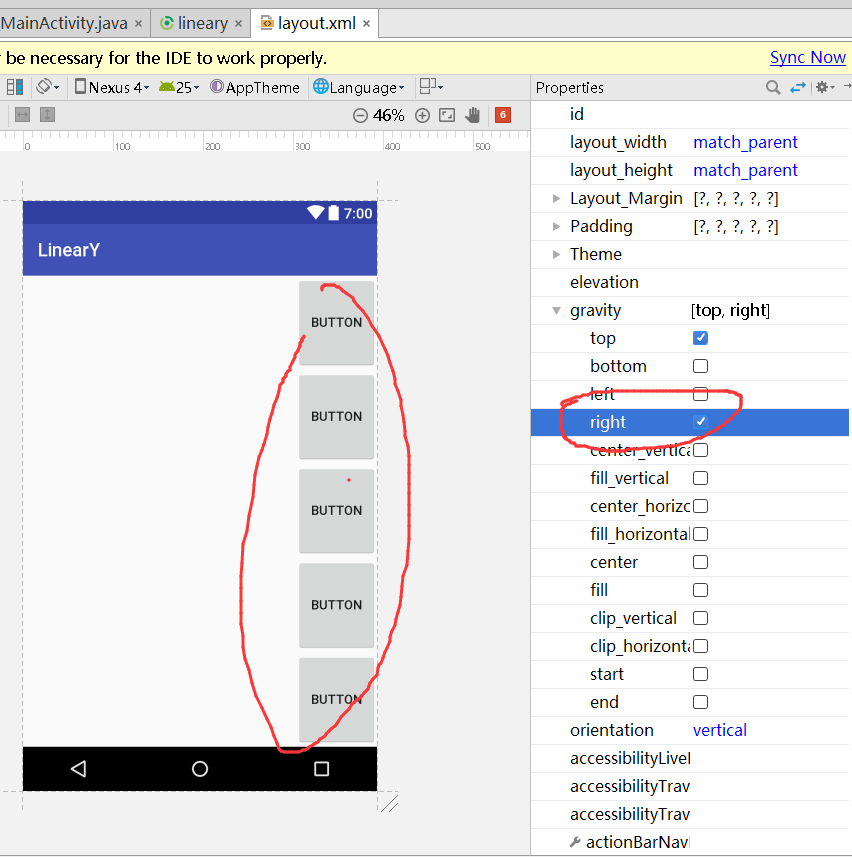 MainActivity.java × lineary × layout.xml ×
be necessary for the IDE to work properly. Sync Now
Nexus 4 25 AppTheme Language
Properties
46% 6
0 100 200 300 400 500
id
layout_width match_parent
layout_height match_parent
Layout_Margin [?, ?, ?, ?, ?]
Padding [?, ?, ?, ?, ?]
Theme
elevation
gravity [top, right]
top
bottom
left
right
center_vertica
fill_vertical
center_horizo
fill_horizontal
center
fill
clip_vertical
clip_horizonta
start
end
orientation vertical
accessibilityLive
accessibilityTrav
accessibilityTrav
actionBarNav
7:00
LinearY
BUTTON
BUTTON
BUTTON
BUTTON
BUTTON